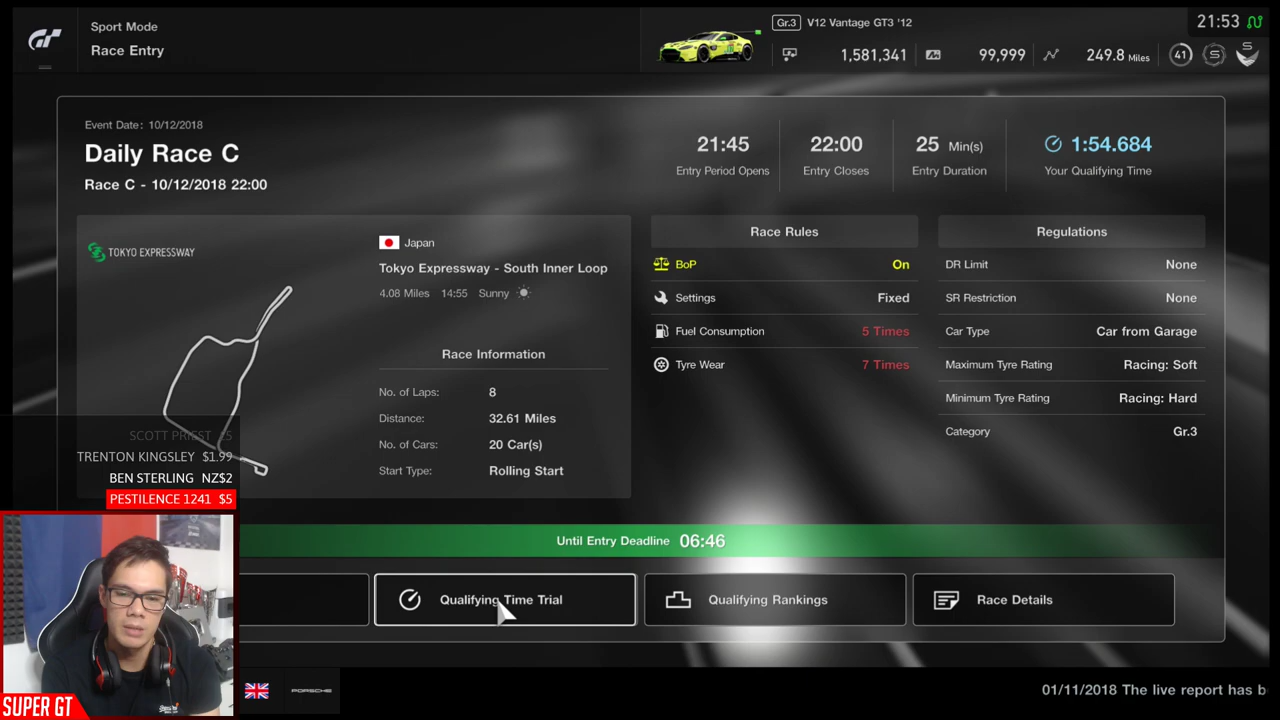 Sport Mode
Race Entry
Gr.3 V12 Vantage GT3 '12
21:53
1,581,341
99,999
249.8 Miles
41
S
S
Event Date: 10/12/2018
Daily Race C
Race C - 10/12/2018 22:00
21:45
Entry Period Opens
22:00
Entry Closes
25 Min(s)
Entry Duration
1:54.684
Your Qualifying Time
TOKYO EXPRESSWAY
Japan
Tokyo Expressway - South Inner Loop
4.08 Miles 14:55 Sunny
Race Information
No. of Laps: 8
Distance: 32.61 Miles
No. of Cars: 20 Car(s)
Start Type: Rolling Start
Race Rules
BoP On
Settings Fixed
Fuel Consumption 5 Times
Tyre Wear 7 Times
Regulations
DR Limit None
SR Restriction None
Car Type Car from Garage
Maximum Tyre Rating Racing: Soft
Minimum Tyre Rating Racing: Hard
Category Gr.3
TRENTON KINGSLEY $1.99
BEN STERLING NZ$2
PESTILENCE 1241 $5
Until Entry Deadline 06:46
Qualifying Time Trial
Qualifying Rankings
Race Details
SUPER GT
PORSCHE
01/11/2018 The live report has b